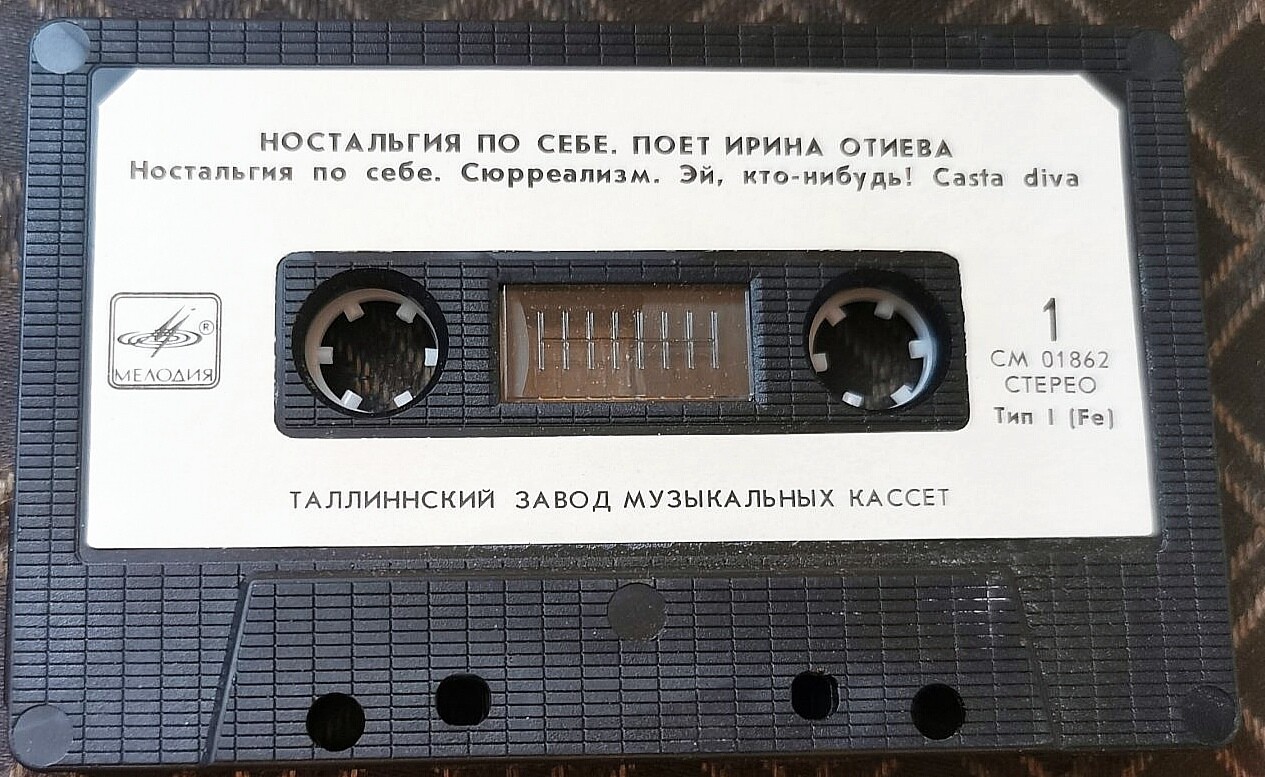 НОСТАЛЬГИЯ ПО СЕБЕ. ПОЕТ ИРИНА ОТИЕВА
Ностальгия по себе. Сюрреализм. Эй, кто-нибудь! Casta diva
®
МЕЛОДИЯ
1
СМ 01862
СТЕРЕО
Тип I (Fe)
ТАЛЛИННСКИЙ ЗАВОД МУЗЫКАЛЬНЫХ КАССЕТ